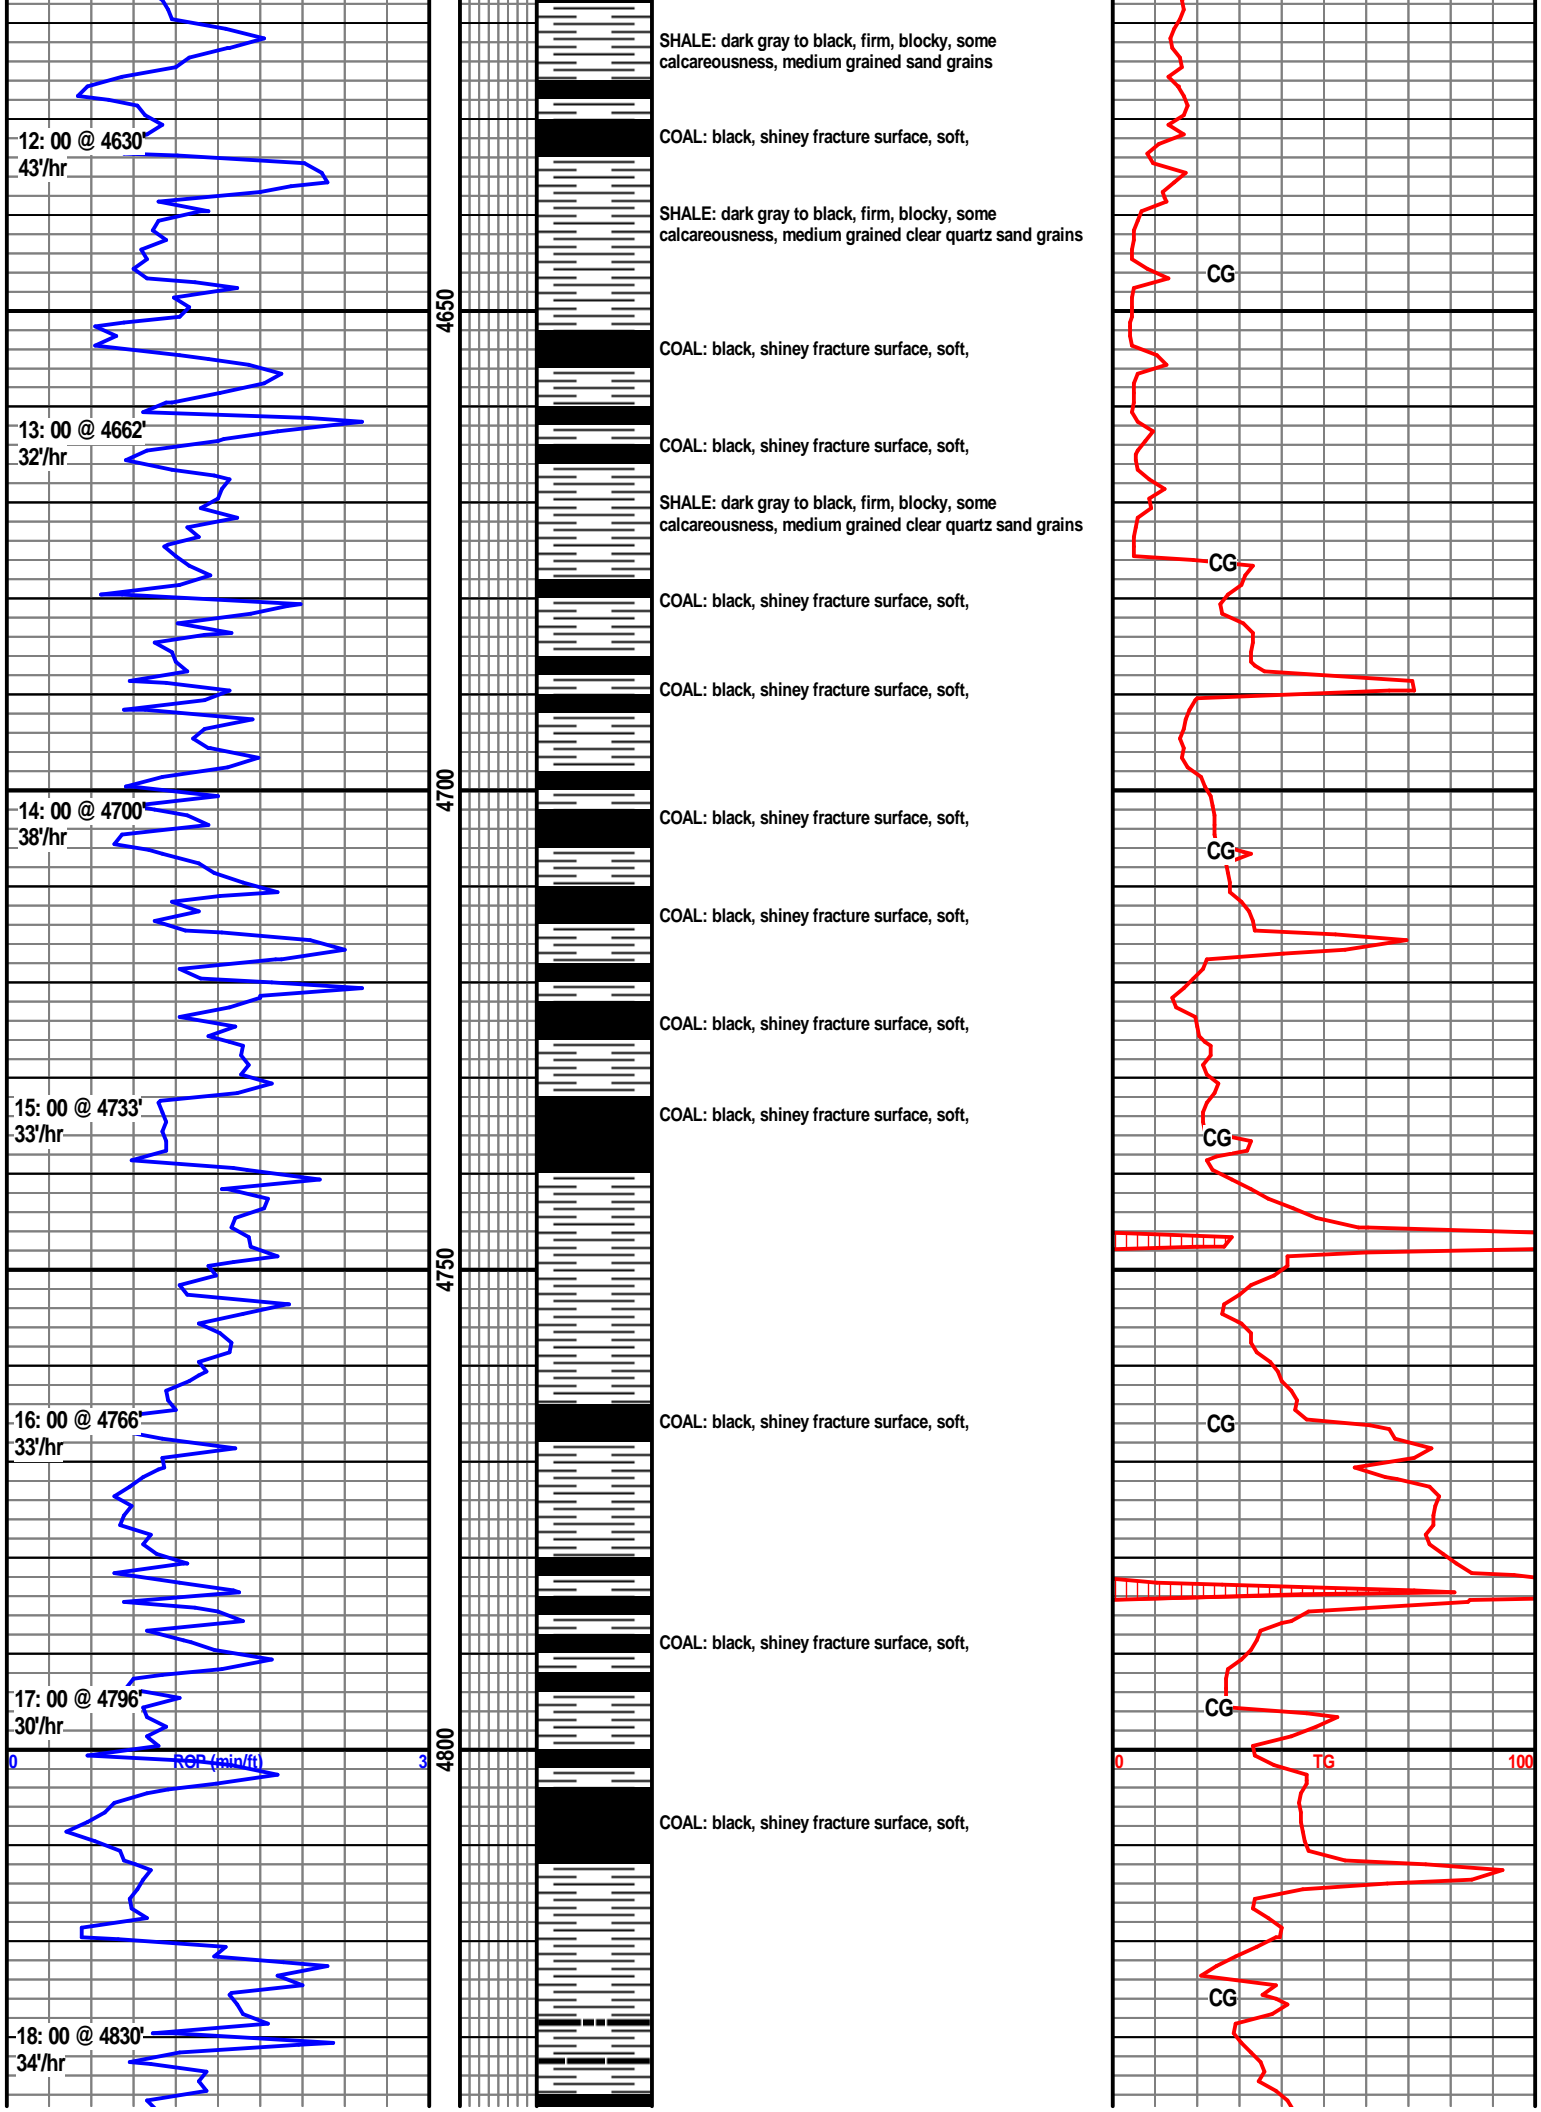 SHALE: dark gray to black, firm, blocky, some
calcareousness, medium grained sand grains
12: 00 @ 4630'
43'/hr
COAL: black, shiney fracture surface, soft,
SHALE: dark gray to black, firm, blocky, some
calcareousness, medium grained clear quartz sand grains
CG
4650
COAL: black, shiney fracture surface, soft,
13: 00 @ 4662'
32'/hr
COAL: black, shiney fracture surface, soft,
SHALE: dark gray to black, firm, blocky, some
calcareousness, medium grained clear quartz sand grains
CG
COAL: black, shiney fracture surface, soft,
COAL: black, shiney fracture surface, soft,
4700
14: 00 @ 4700'
38'/hr
COAL: black, shiney fracture surface, soft,
CG
COAL: black, shiney fracture surface, soft,
COAL: black, shiney fracture surface, soft,
15: 00 @ 4733'
33'/hr
COAL: black, shiney fracture surface, soft,
CG
4750
16: 00 @ 4766'
33'/hr
COAL: black, shiney fracture surface, soft,
CG
COAL: black, shiney fracture surface, soft,
17: 00 @ 4796'
30'/hr
CG
4800
0 ROP (min/ft) 3
0 TG 100
COAL: black, shiney fracture surface, soft,
CG
18: 00 @ 4830'
34'/hr